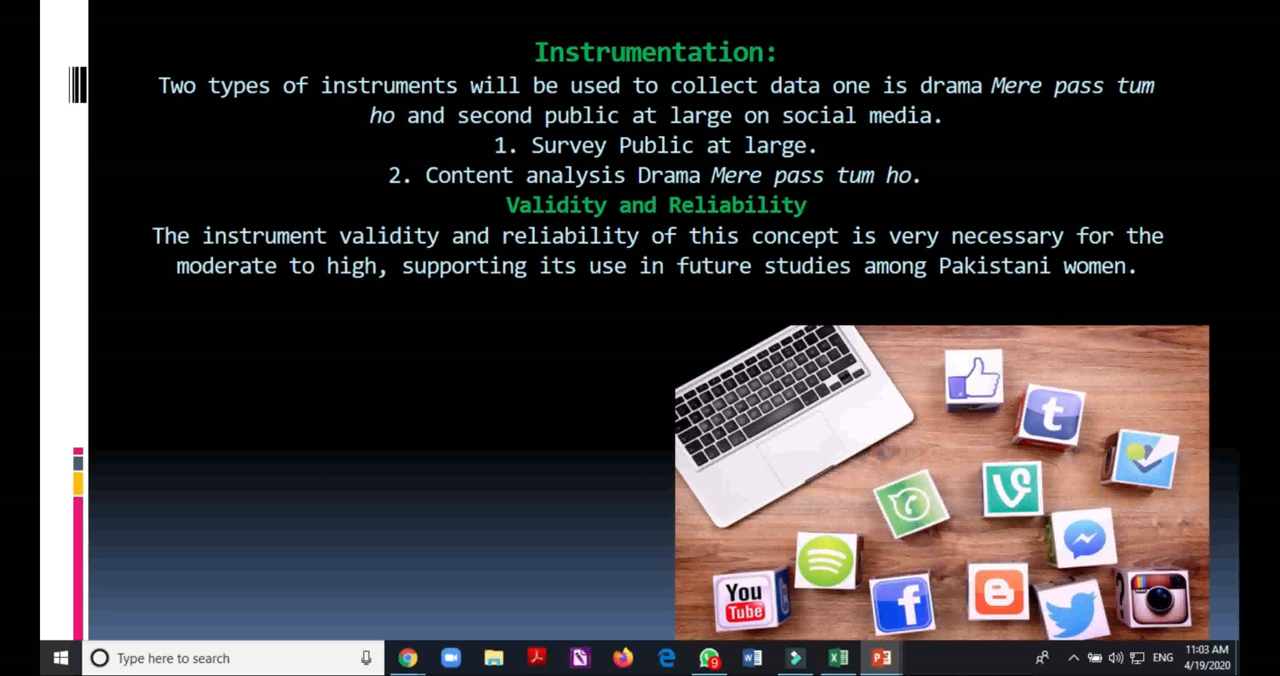 Instrumentation:
Two types of instruments will be used to collect data one is drama Mere pass tum
ho and second public at large on social media.
1. Survey Public at large.
2. Content analysis Drama Mere pass tum ho.
Validity and Reliability
The instrument validity and reliability of this concept is very necessary for the
moderate to high, supporting its use in future studies among Pakistani women.
You
Tube
Type here to search
9
ENG
11:03 AM
4/19/2020